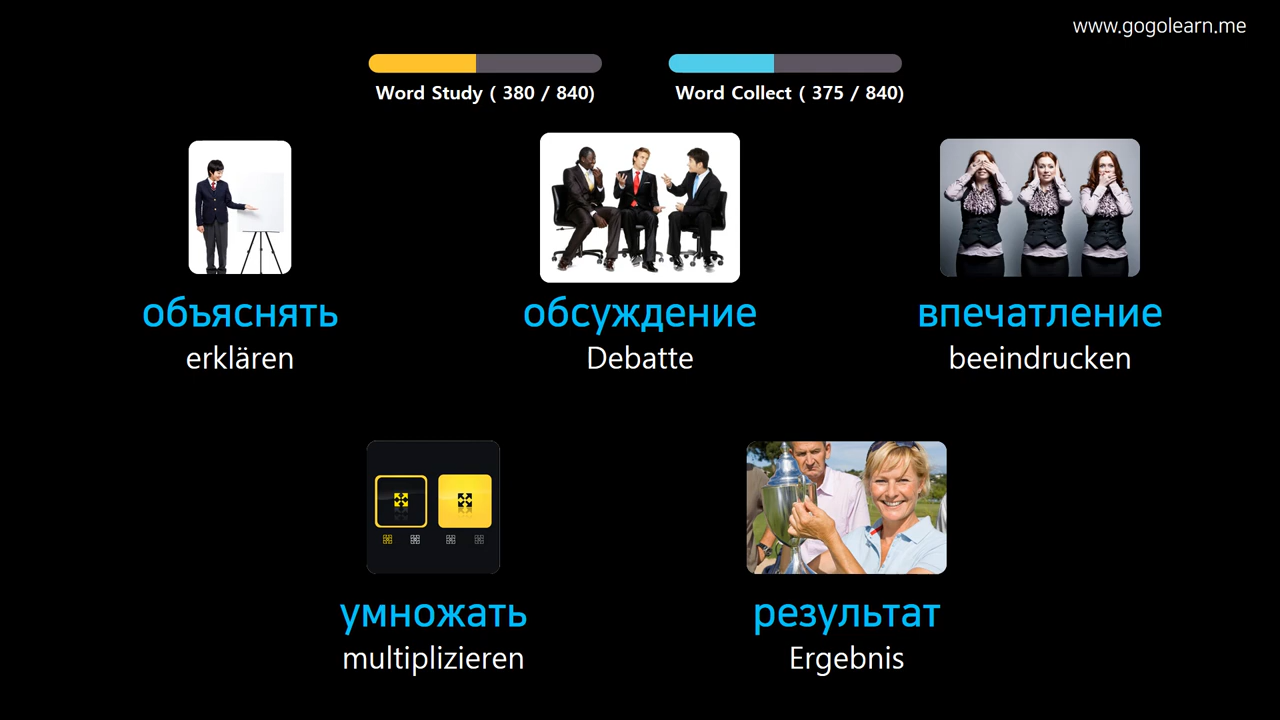 www.gogolearn.me
Word Study ( 380 / 840)
Word Collect ( 375 / 840)
объяснять
erklären
обсуждение
Debatte
впечатление
beeindrucken
умножать
multiplizieren
результат
Ergebnis